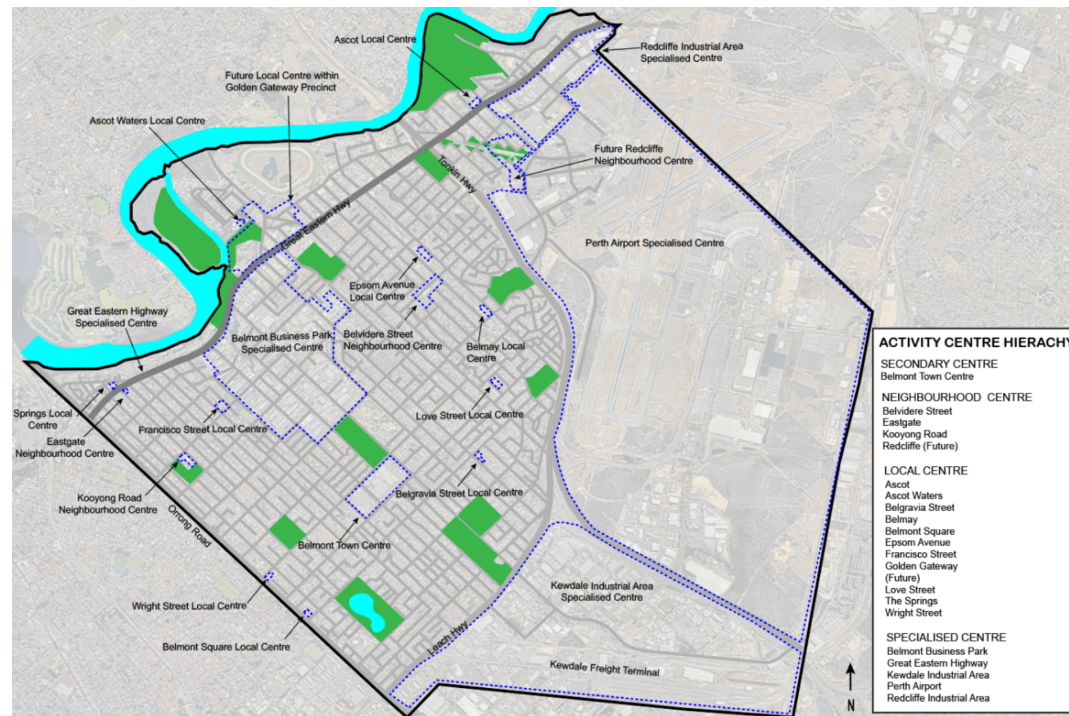 Ascot Local Centre
Redcliffe Industrial Area
Specialised Centre
Future Local Centre within
Golden Gateway Precinct
Ascot Waters Local Centre
Future Redcliffe
Neighbourhood Centre
Tonkin Hwy
Great Eastern Hwy
Perth Airport Specialised Centre
Epsom Avenue
Local Centre
Great Eastern Highway
Specialised Centre
Belmont Business Park
Specialised Centre
Belvidere Street
Neighbourhood Centre
Belmay Local
Centre
Springs Local
Centre
Eastgate
Neighbourhood Centre
Francisco Street Local Centre
Love Street Local Centre
Kooyong Road
Neighbourhood Centre
Belgravia Street Local Centre
Orrong Road
Belmont Town Centre
Wright Street Local Centre
Belmont Square Local Centre
Kewdale Industrial Area
Specialised Centre
Leach Hwy
Kewdale Freight Terminal
N
ACTIVITY CENTRE HIERACHY
SECONDARY CENTRE
Belmont Town Centre
NEIGHBOURHOOD CENTRE
Belvidere Street
Eastgate
Kooyong Road
Redcliffe (Future)
LOCAL CENTRE
Ascot
Ascot Waters
Belgravia Street
Belmay
Belmont Square
Epsom Avenue
Francisco Street
Golden Gateway
(Future)
Love Street
The Springs
Wright Street
SPECIALISED CENTRE
Belmont Business Park
Great Eastern Highway
Kewdale Industrial Area
Perth Airport
Redcliffe Industrial Area